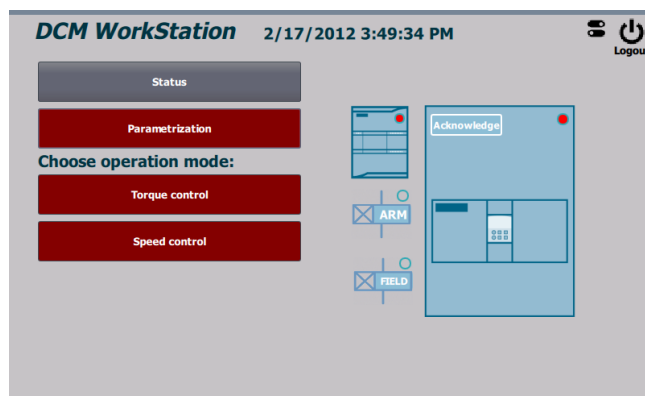 DCM WorkStation 2/17/2012 3:49:34 PM
Logou
Status
Parametrization
Choose operation mode:
Torque control
Speed control
Acknowledge
ARM
FIELD